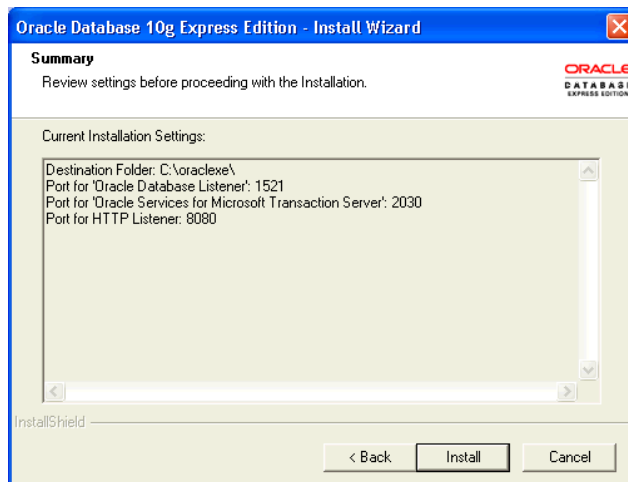 Oracle Database 10g Express Edition - Install Wizard
Summary
Review settings before proceeding with the Installation.
ORACLE
DATABASE
EXPRESS EDITION
Current Installation Settings:
Destination Folder: C:\oraclexe\
Port for 'Oracle Database Listener': 1521
Port for 'Oracle Services for Microsoft Transaction Server': 2030
Port for HTTP Listener: 8080
InstallShield
< Back
Install
Cancel